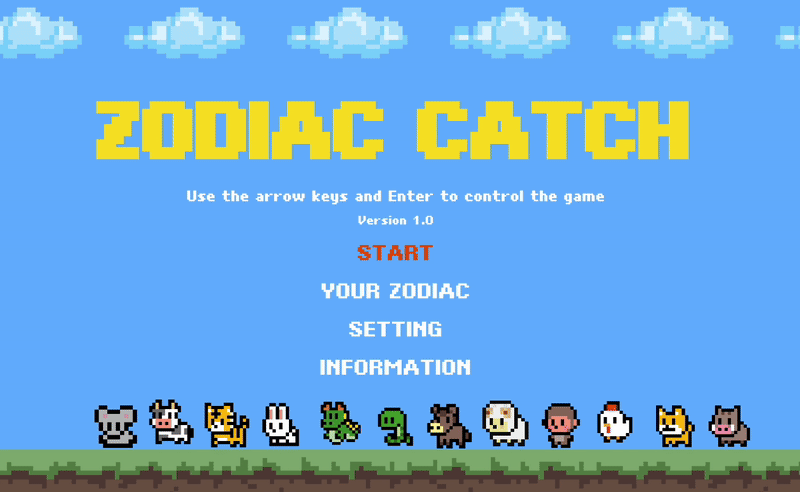 ZODIAC CATCH
Use the arrow keys and Enter to control the game
Version 1.0
START
YOUR ZODIAC
SETTING
INFORMATION